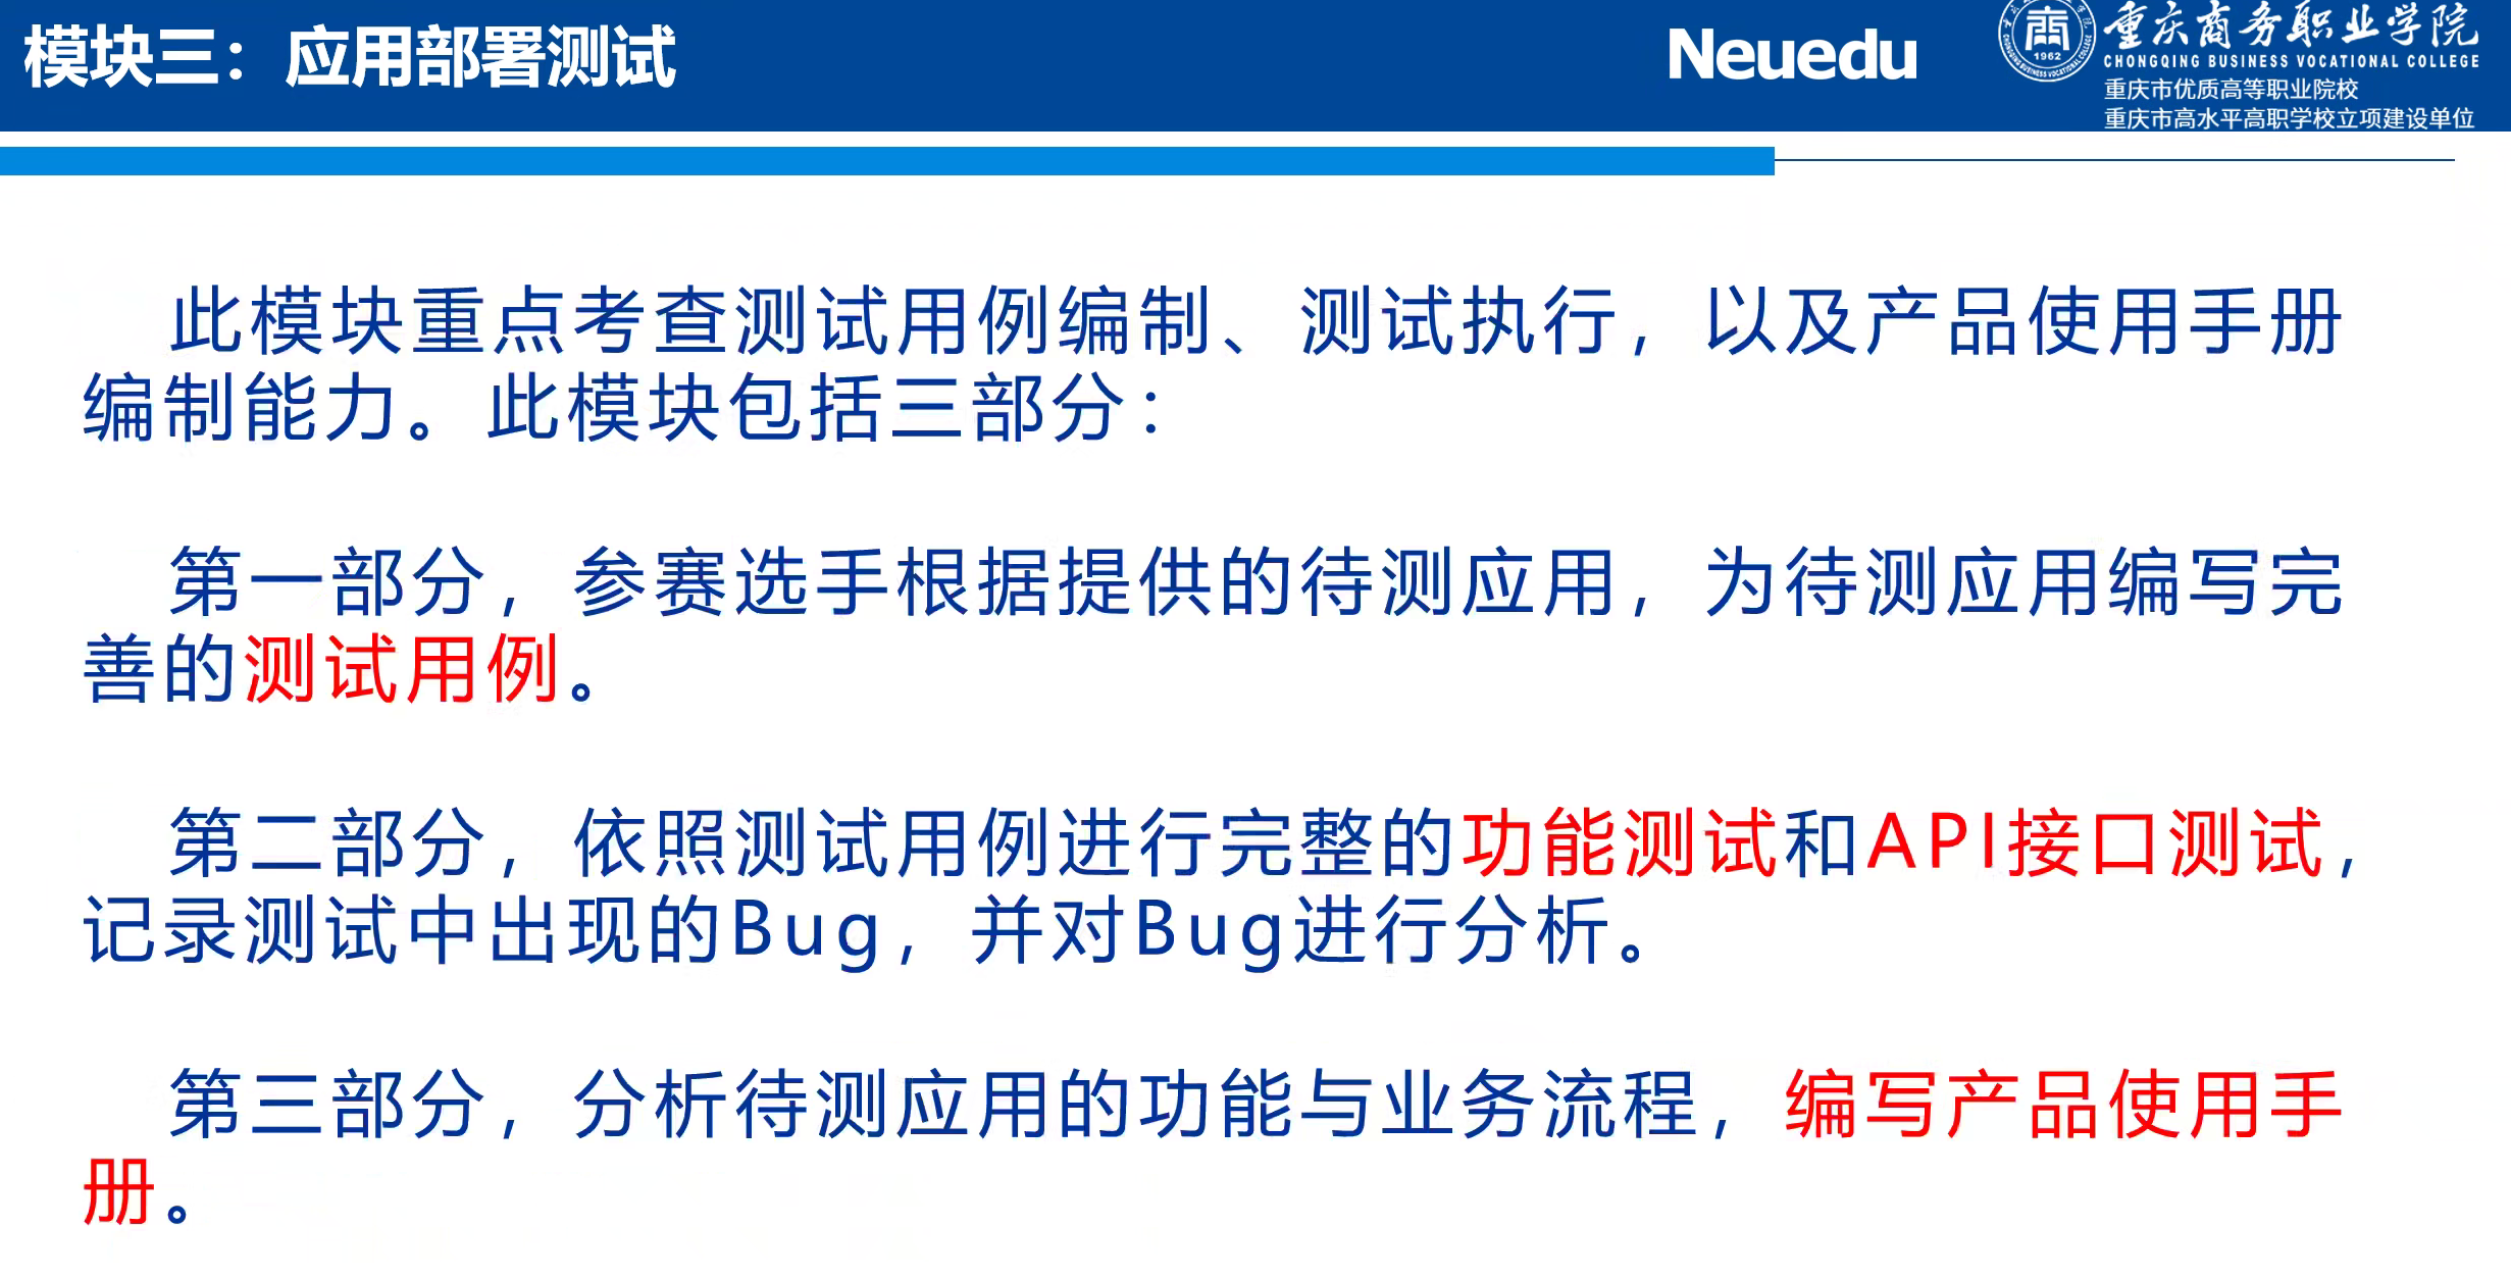 模块三：应用部署测试
Neuedu
重庆商务职业学院
CHONGQING BUSINESS VOCATIONAL COLLEGE
1962
重庆市优质高等职业院校
重庆市高水平高职学校立项建设单位
此模块重点考查测试用例编制、测试执行，以及产品使用手册
编制能力。此模块包括三部分：
第一部分，参赛选手根据提供的待测应用，为待测应用编写完
善的测试用例。
第二部分，依照测试用例进行完整的功能测试和API接口测试，
记录测试中出现的Bug，并对Bug进行分析。
第三部分，分析待测应用的功能与业务流程，编写产品使用手
册。